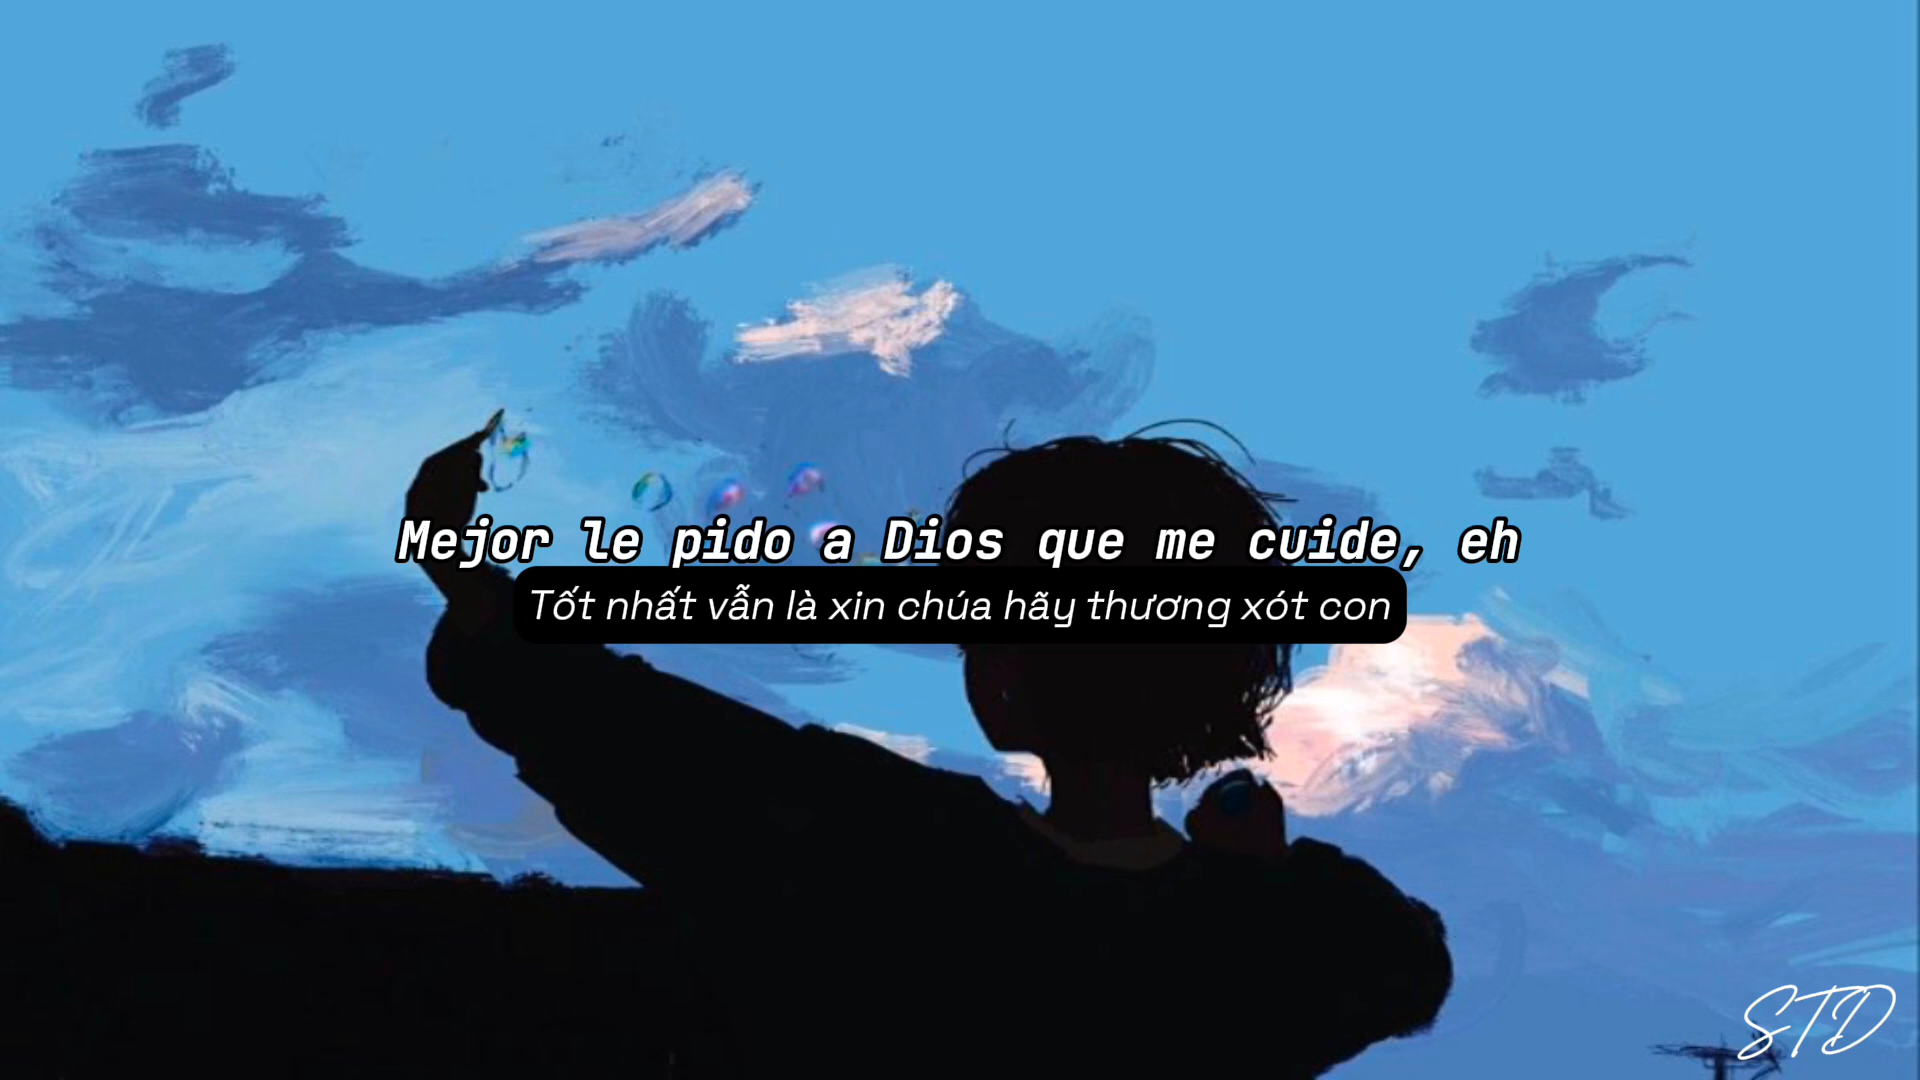 Mejor le pido a Dios que me cuide, eh
Tốt nhất vẫn là xin chúa hãy thương xót con
STD